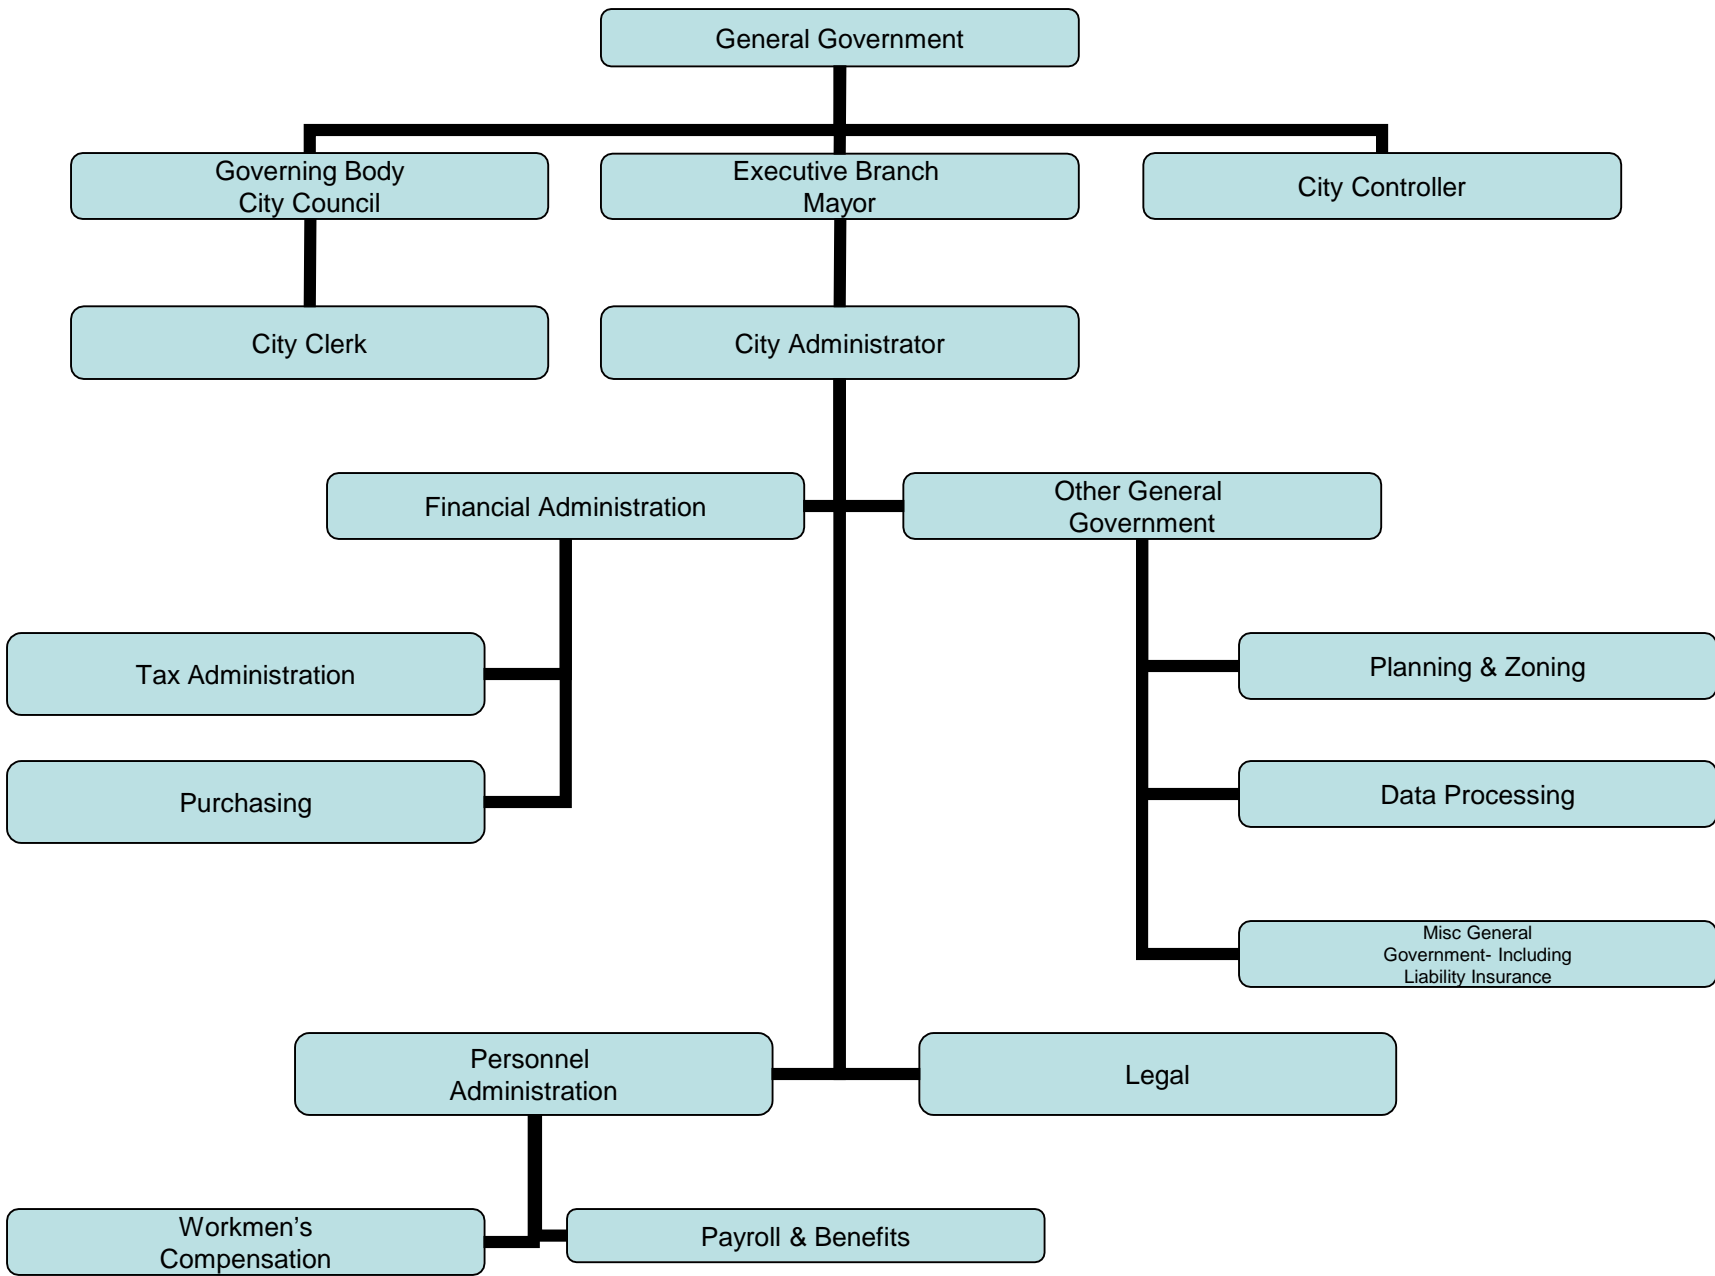 General Government
Governing Body
City Council
Executive Branch
Mayor
City Controller
City Clerk
City Administrator
Financial Administration
Other General
Government
Tax Administration
Planning & Zoning
Purchasing
Data Processing
Misc General
Government- Including
Liability Insurance
Personnel
Administration
Legal
Workmen’s
Compensation
Payroll & Benefits